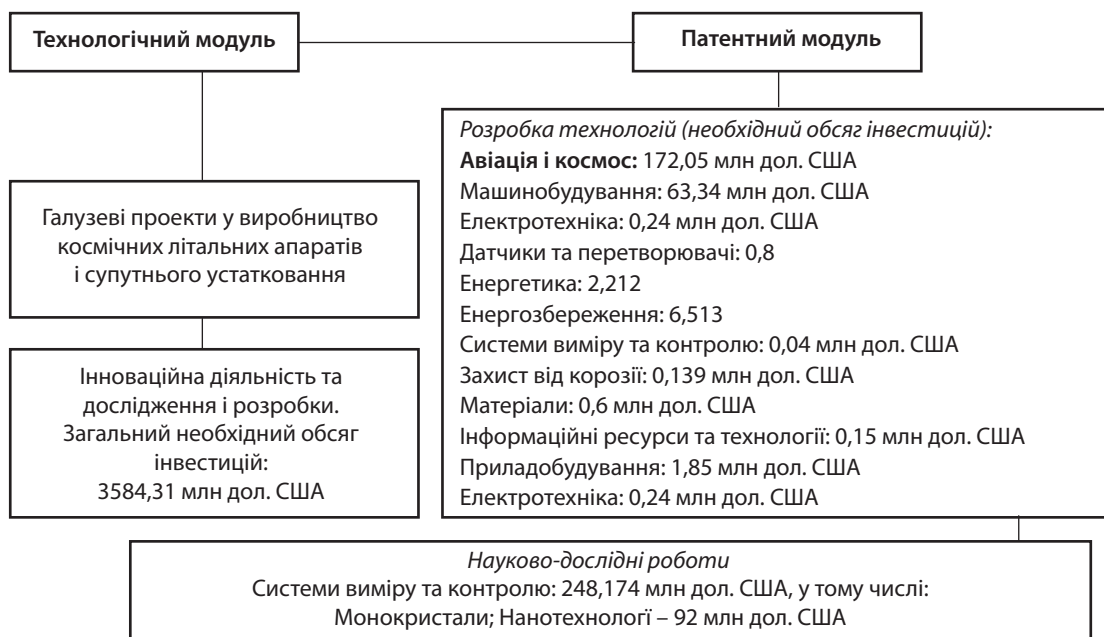 Технологічний модуль
Патентний модуль
Галузеві проекти у виробництво
космічних літальних апаратів
і супутнього устатковання
Інноваційна діяльність та
дослідження і розробки.
Загальний необхідний обсяг
інвестицій:
3584,31 млн дол. США
Розробка технологій (необхідний обсяг інвестицій):
Авіація і космос: 172,05 млн дол. США
Машинобудування: 63,34 млн дол. США
Електротехніка: 0,24 млн дол. США
Датчики та перетворювачі: 0,8
Енергетика: 2,212
Енергозбереження: 6,513
Системи виміру та контролю: 0,04 млн дол. США
Захист від корозії: 0,139 млн дол. США
Матеріали: 0,6 млн дол. США
Інформаційні ресурси та технології: 0,15 млн дол. США
Приладобудування: 1,85 млн дол. США
Електротехніка: 0,24 млн дол. США
Науково-дослідні роботи
Системи виміру та контролю: 248,174 млн дол. США, у тому числі:
Монокристали; Нанотехнологї – 92 млн дол. США